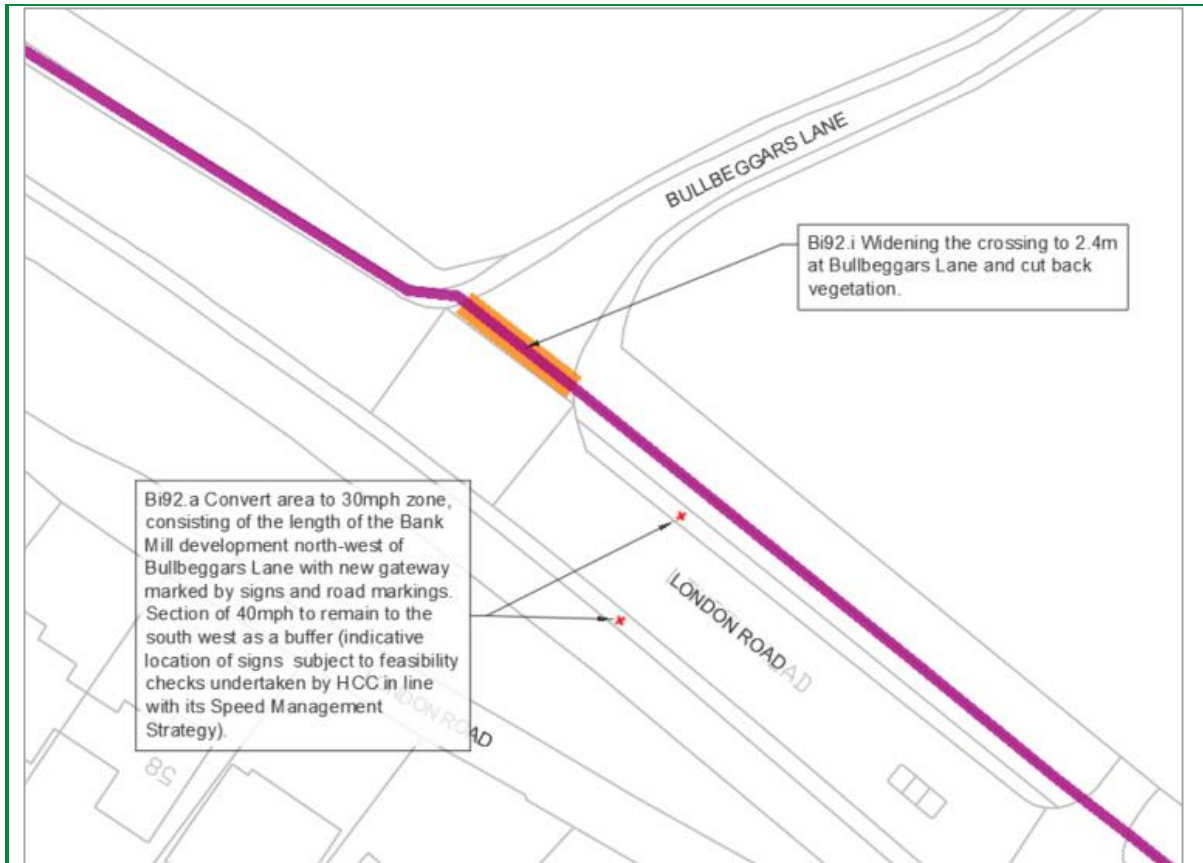 BULLBEGGARS LANE
Bi92.i Widening the crossing to 2.4m
at Bullbeggars Lane and cut back
vegetation.
Bi92.a Convert area to 30mph zone,
consisting of the length of the Bank
Mill development north-west of
Bullbeggars Lane with new gateway
marked by signs and road markings.
Section of 40mph to remain to the
south west as a buffer (indicative
location of signs subject to feasibility
checks undertaken by HCC in line
with its Speed Management
Strategy).
LONDON ROAD
LONDON ROAD
58